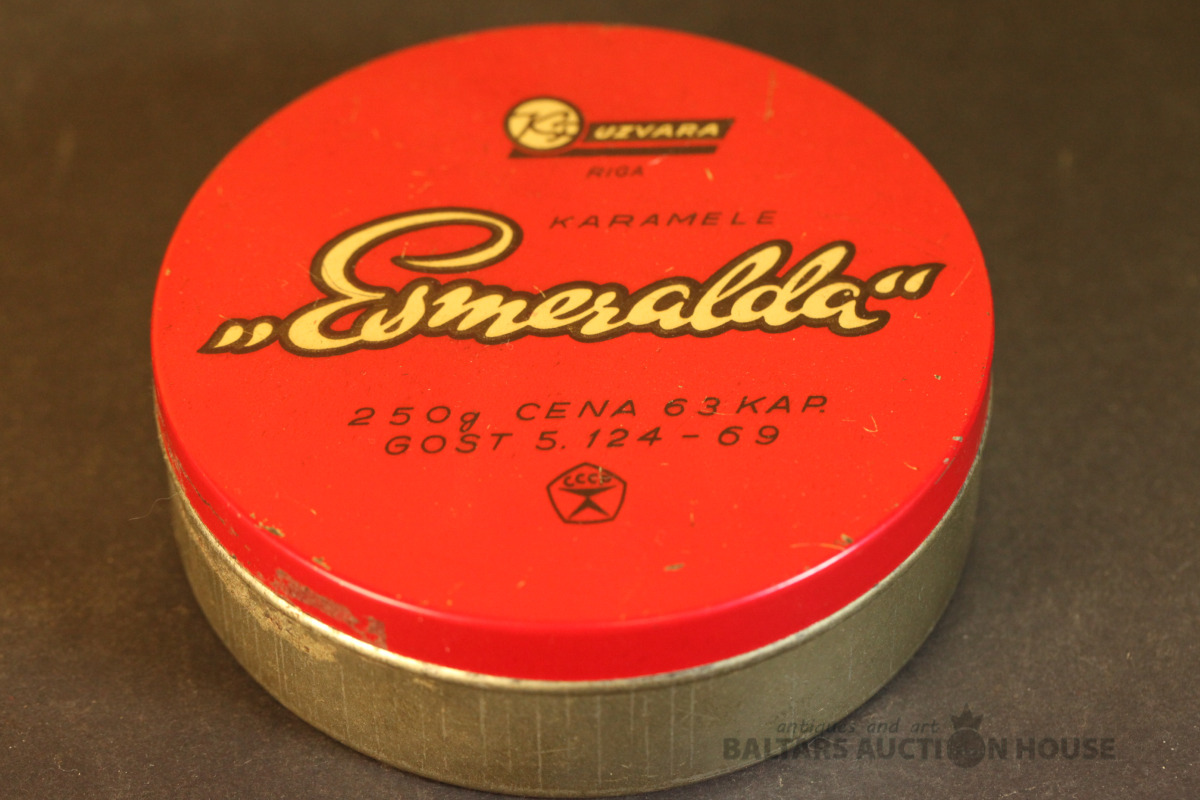 UZVARA
RIGA
KARAMELE
„Esmeralda“
250g CENA 63 KAP.
GOST 5.124-69
CCCP
antiques and art
BALTARS AUCTION HOUSE